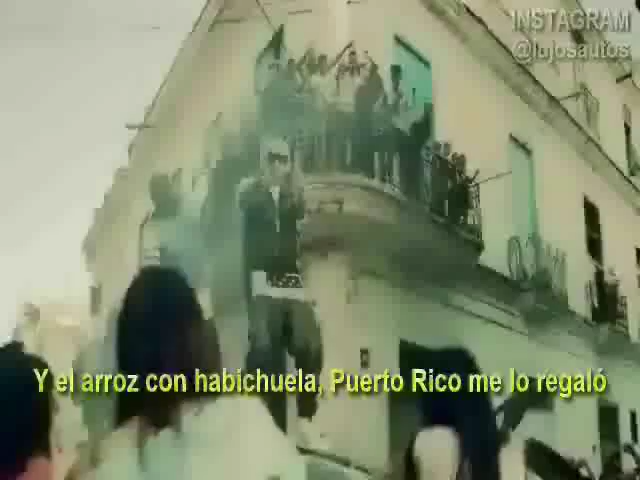 INSTAGRAM
@lujosautos
Y el arroz con habichuela, Puerto Rico me lo regaló